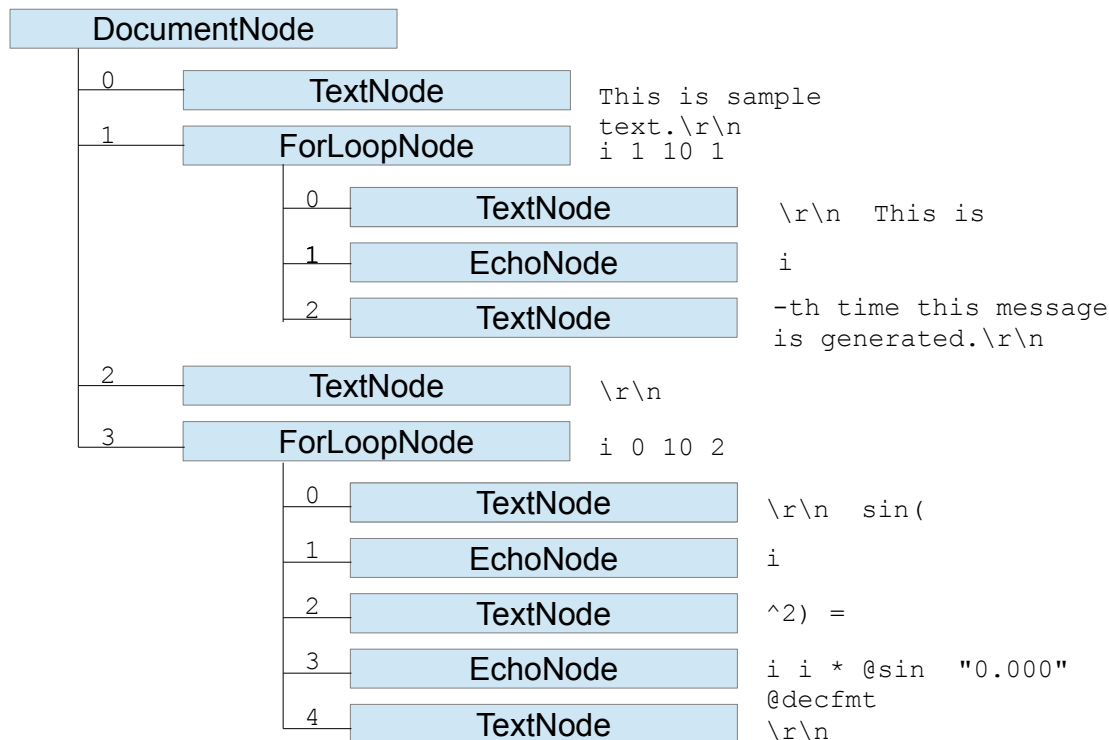 DocumentNode
0 TextNode This is sample
text.\r\n
1 ForLoopNode i 1 10 1
0 TextNode \r\n  This is
1 EchoNode i
2 TextNode -th time this message
is generated.\r\n
2 TextNode \r\n
3 ForLoopNode i 0 10 2
0 TextNode \r\n  sin(
1 EchoNode i
2 TextNode ^2) =
3 EchoNode i i * @sin  "0.000"
@decfmt
4 TextNode \r\n